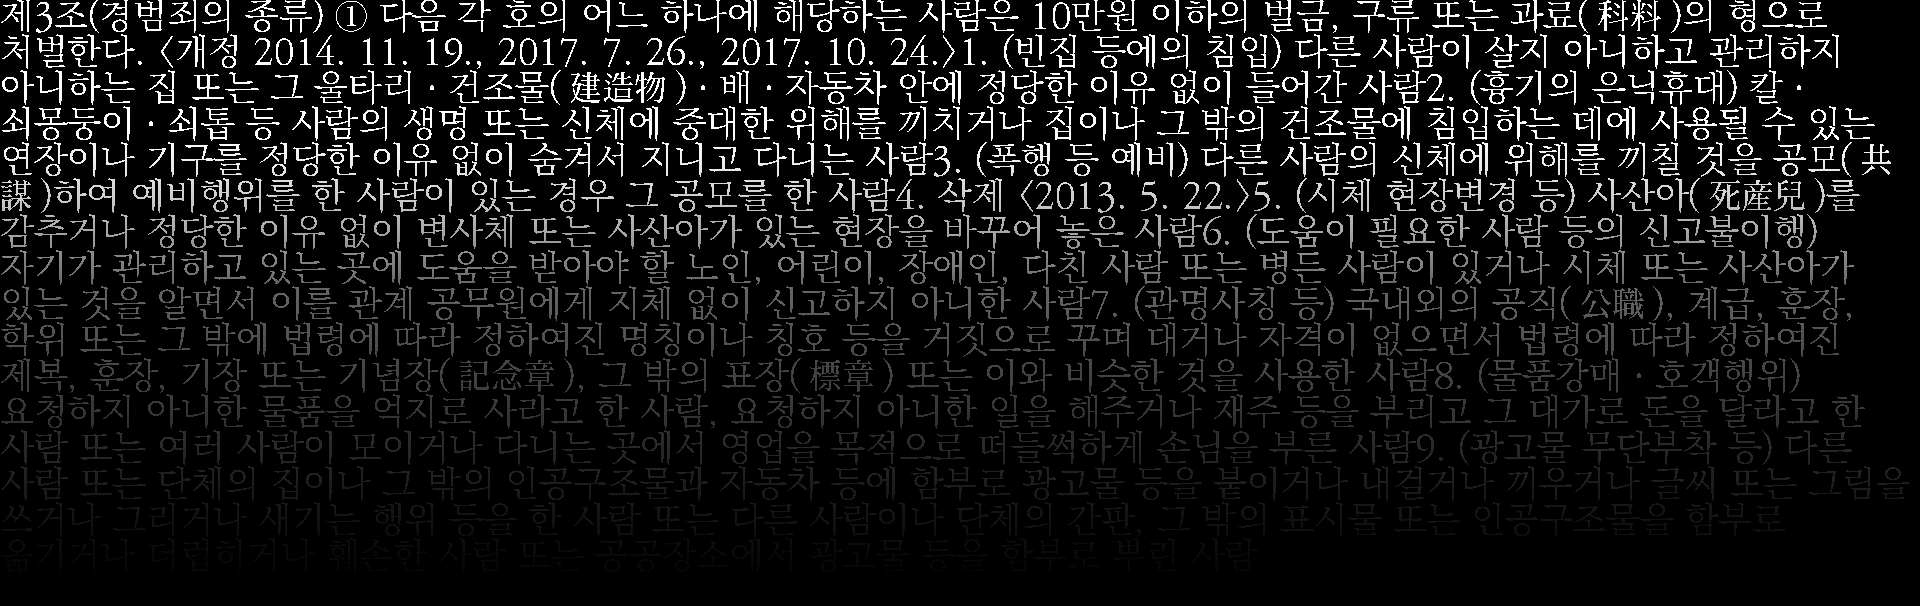 제3조(경범죄의 종류) ① 다음 각 호의 어느 하나에 해당하는 사람은 10만원 이하의 벌금, 구류 또는 과료(科料)의 형으로
처벌한다. 〈개정 2014. 11. 19., 2017. 7. 26., 2017. 10. 24.〉1. (빈집 등에의 침입) 다른 사람이 살지 아니하고 관리하지
아니하는 집 또는 그 울타리ㆍ건조물(建造物)ㆍ배ㆍ자동차 안에 정당한 이유 없이 들어간 사람2. (흉기의 은닉휴대) 칼ㆍ
쇠몽둥이ㆍ쇠톱 등 사람의 생명 또는 신체에 중대한 위해를 끼치거나 집이나 그 밖의 건조물에 침입하는 데에 사용될 수 있는
연장이나 기구를 정당한 이유 없이 숨겨서 지니고 다니는 사람3. (폭행 등 예비) 다른 사람의 신체에 위해를 끼칠 것을 공모(共
謀)하여 예비행위를 한 사람이 있는 경우 그 공모를 한 사람4. 삭제 〈2013. 5. 22.〉5. (시체 현장변경 등) 사산아(死産兒)를
감추거나 정당한 이유 없이 변사체 또는 사산아가 있는 현장을 바꾸어 놓은 사람6. (도움이 필요한 사람 등의 신고불이행)
자기가 관리하고 있는 곳에 도움을 받아야 할 노인, 어린이, 장애인, 다친 사람 또는 병든 사람이 있거나 시체 또는 사산아가
있는 것을 알면서 이를 관계 공무원에게 지체 없이 신고하지 아니한 사람7. (관명사칭 등) 국내외의 공직(公職), 계급, 훈장,
학위 또는 그 밖에 법령에 따라 정하여진 명칭이나 칭호 등을 거짓으로 꾸며 대거나 자격이 없으면서 법령에 따라 정하여진
제복, 훈장, 기장 또는 기념장(記念章), 그 밖의 표장(標章) 또는 이와 비슷한 것을 사용한 사람8. (물품강매ㆍ호객행위)
요청하지 아니한 물품을 억지로 사라고 한 사람, 요청하지 아니한 일을 해주거나 재주 등을 부리고 그 대가로 돈을 달라고 한
사람 또는 여러 사람이 모이거나 다니는 곳에서 영업을 목적으로 떠들썩하게 손님을 부른 사람9. (광고물 무단부착 등) 다른
사람 또는 단체의 집이나 그 밖의 인공구조물과 자동차 등에 함부로 광고물 등을 붙이거나 내걸거나 끼우거나 글씨 또는 그림을
쓰거나 그리거나 새기는 행위 등을 한 사람 또는 다른 사람이나 단체의 간판, 그 밖의 표시물 또는 인공구조물을 함부로
옮기거나 더럽히거나 훼손한 사람 또는 공공장소에서 광고물 등을 함부로 뿌린 사람